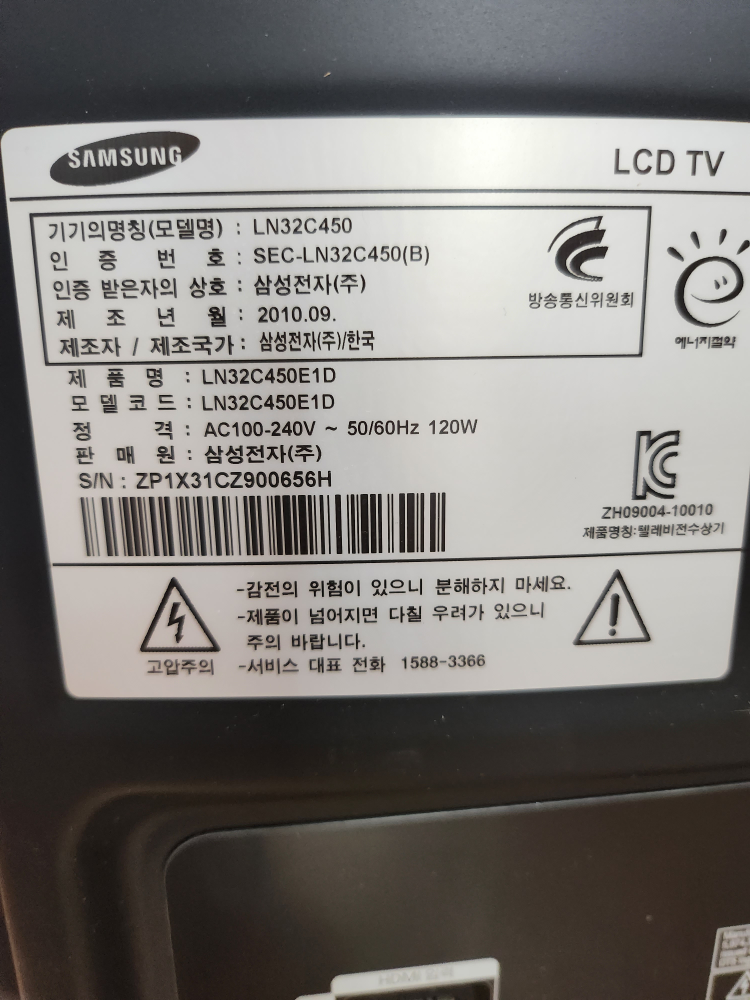 SAMSUNG
LCD TV
기기의명칭(모델명) : LN32C450
인 증 번 호 : SEC-LN32C450(B)
인증 받은자의 상호 : 삼성전자(주)
제 조 년 월 : 2010.09.
제조자 / 제조국가 : 삼성전자(주)/한국
방송통신위원회
에너지절약
제 품 명 : LN32C450E1D
모 델 코 드 : LN32C450E1D
정 격 : AC100-240V ~ 50/60Hz 120W
판 매 원 : 삼성전자(주)
S/N : ZP1X31CZ900656H
ZH09004-10010
제품명칭:텔레비전수상기
-감전의 위험이 있으니 분해하지 마세요.
-제품이 넘어지면 다칠 우려가 있으니
주의 바랍니다.
고압주의
-서비스 대표 전화 1588-3366